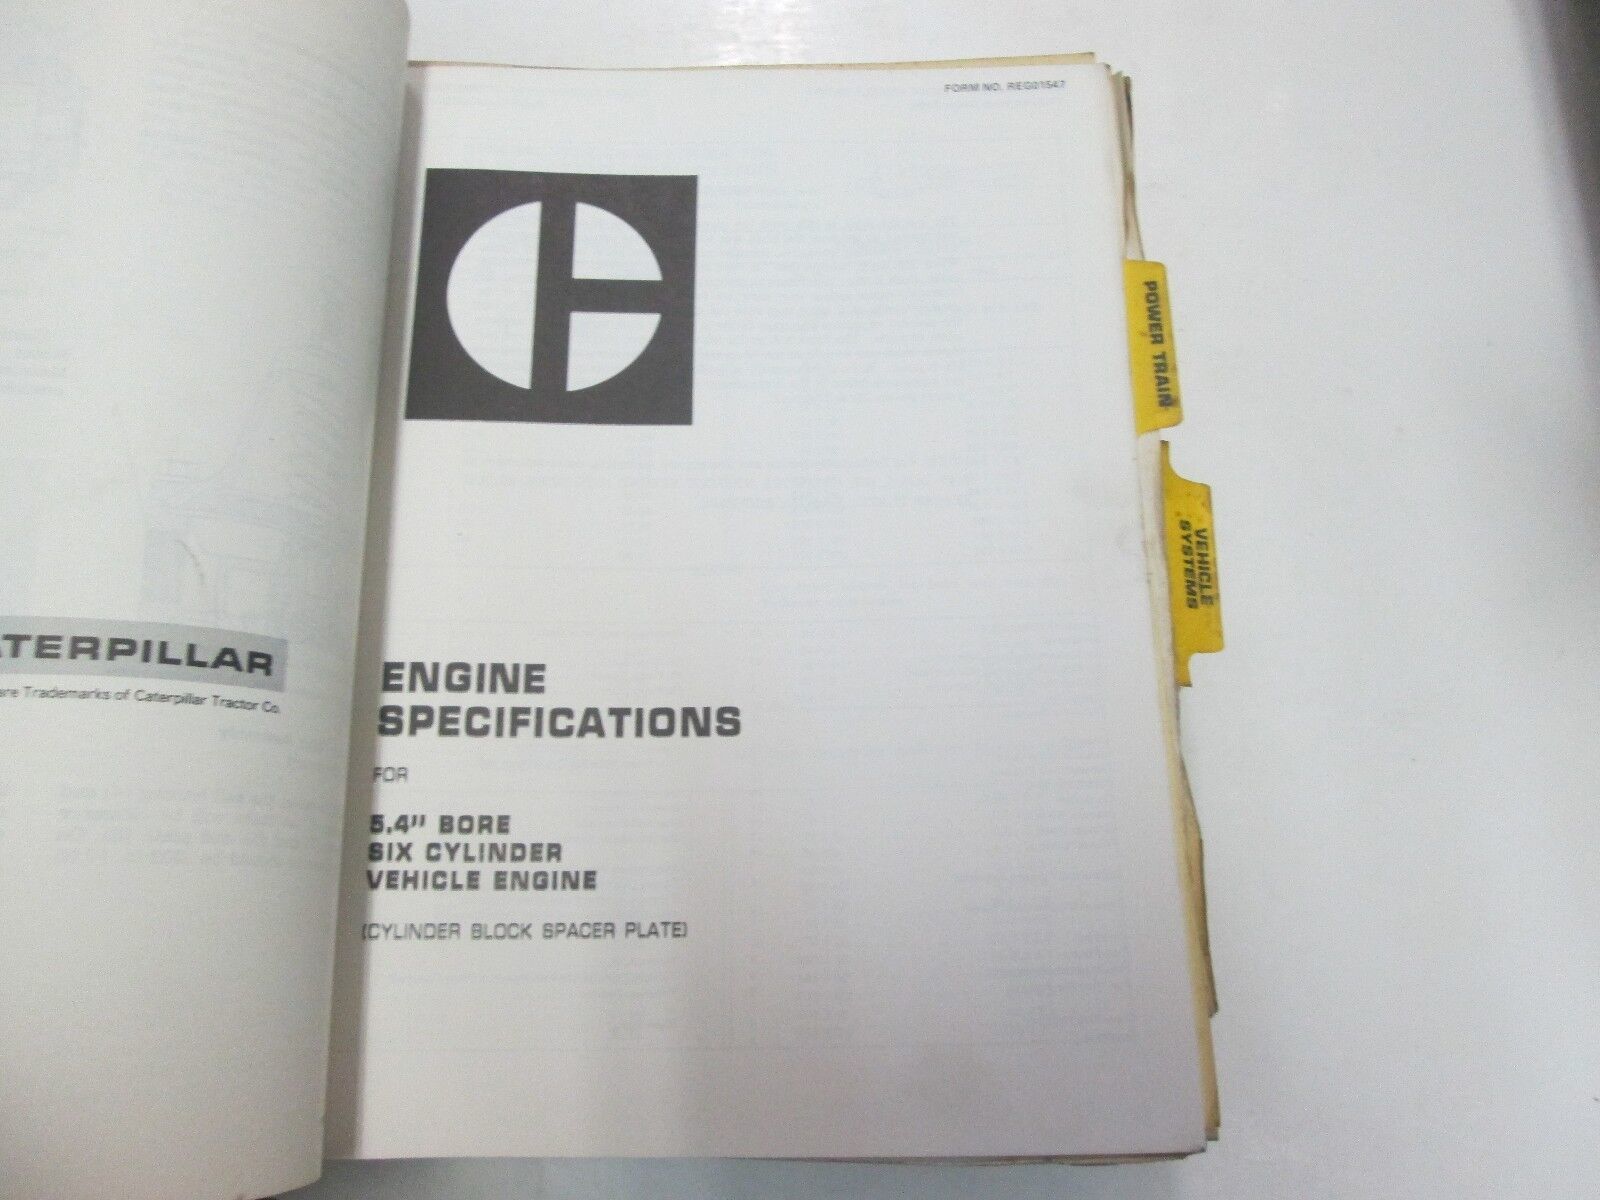 ATERPILLAR
are Trademarks of Caterpillar Tractor Co.
FORM NO. REG01547
ENGINE
SPECIFICATIONS
FOR
5.4" BORE
SIX CYLINDER
VEHICLE ENGINE
(CYLINDER BLOCK SPACER PLATE)
POWER TRAIN
VEHICLE
SYSTEMS